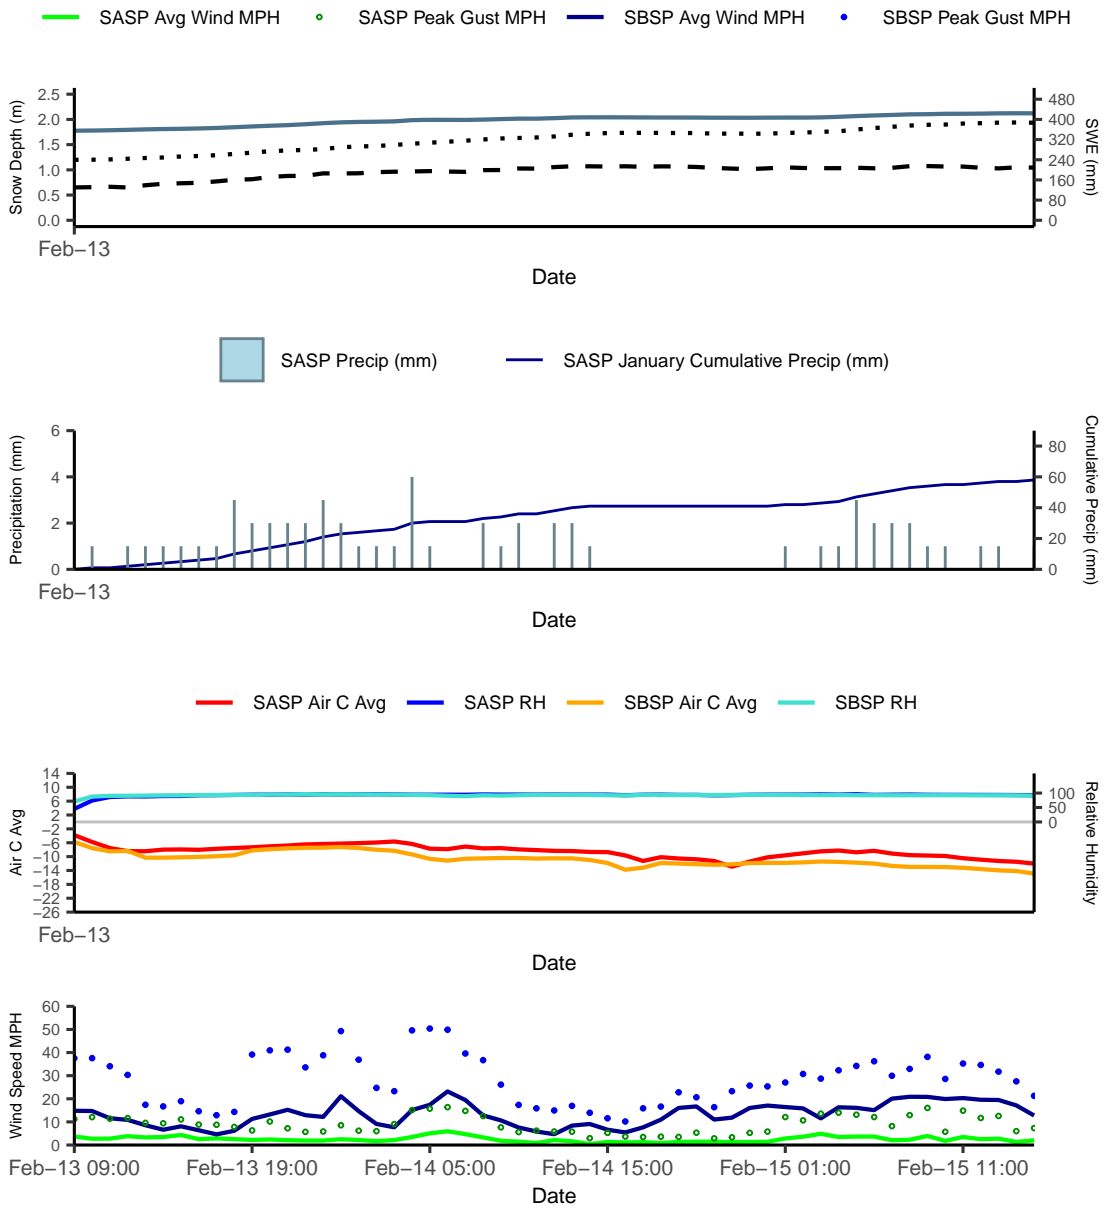 SASP Avg Wind MPH SASP Peak Gust MPH SBSP Avg Wind MPH SBSP Peak Gust MPH
2.5
2.0
1.5
1.0
0.5
0.0
Snow Depth (m)
480
400
320
240
160
80
0
SWE (mm)
Feb−13
Date
SASP Precip (mm) SASP January Cumulative Precip (mm)
6
4
2
0
Precipitation (mm)
80
60
40
20
0
Cumulative Precip (mm)
Feb−13
Date
SASP Air C Avg SASP RH SBSP Air C Avg SBSP RH
14
10
6
2
−2
−6
−10
−14
−18
−22
−26
Air C Avg
100
50
0
Relative Humidity
Feb−13
Date
60
50
40
30
20
10
0
Wind Speed MPH
Feb−13 09:00 Feb−13 19:00 Feb−14 05:00 Feb−14 15:00 Feb−15 01:00 Feb−15 11:00
Date